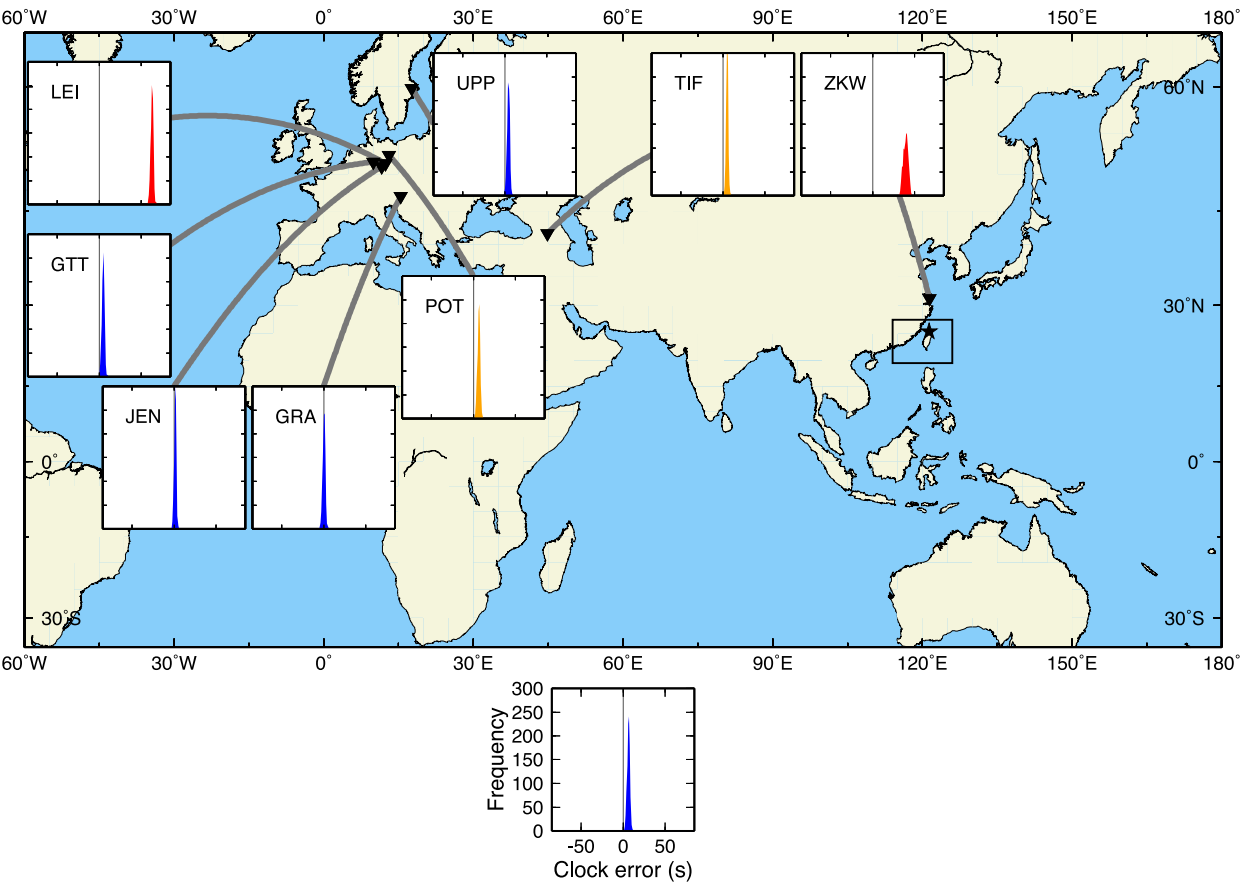 60˚W 30˚W 0˚ 30˚E 60˚E 90˚E 120˚E 150˚E 180˚
LEI
UPP
TIF
ZKW
60˚N
GTT
POT
30˚N
JEN
GRA
0˚
0˚
30˚S
30˚S
60˚W 30˚W 0˚ 30˚E 60˚E 90˚E 120˚E 150˚E 180˚
300
250
200
150
100
50
0
Frequency
-50 0 50
Clock error (s)